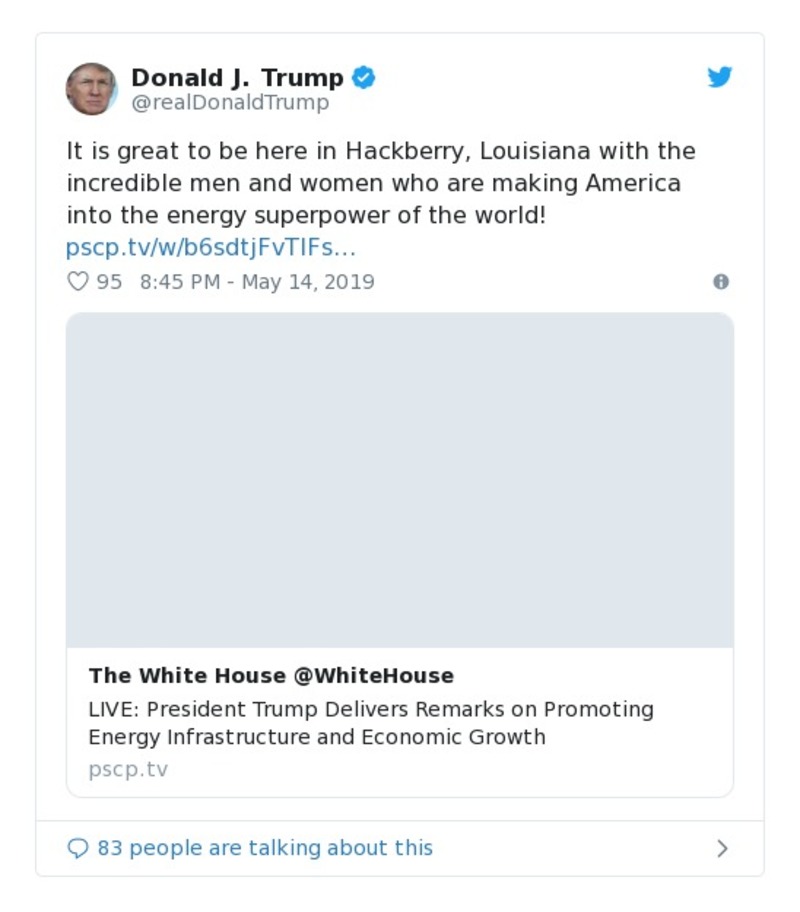 Donald J. Trump
@realDonaldTrump
It is great to be here in Hackberry, Louisiana with the
incredible men and women who are making America
into the energy superpower of the world!
pscp.tv/w/b6sdtjFvTIFs…
95 8:45 PM - May 14, 2019
The White House @WhiteHouse
LIVE: President Trump Delivers Remarks on Promoting
Energy Infrastructure and Economic Growth
pscp.tv
83 people are talking about this